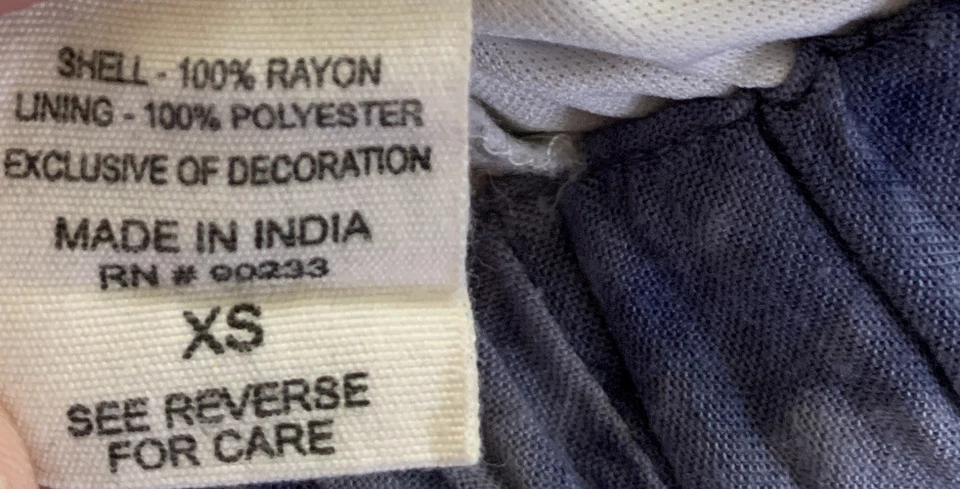 SHELL - 100% RAYON
LINING - 100% POLYESTER
EXCLUSIVE OF DECORATION
MADE IN INDIA
RN # 90233
XS
SEE REVERSE
FOR CARE